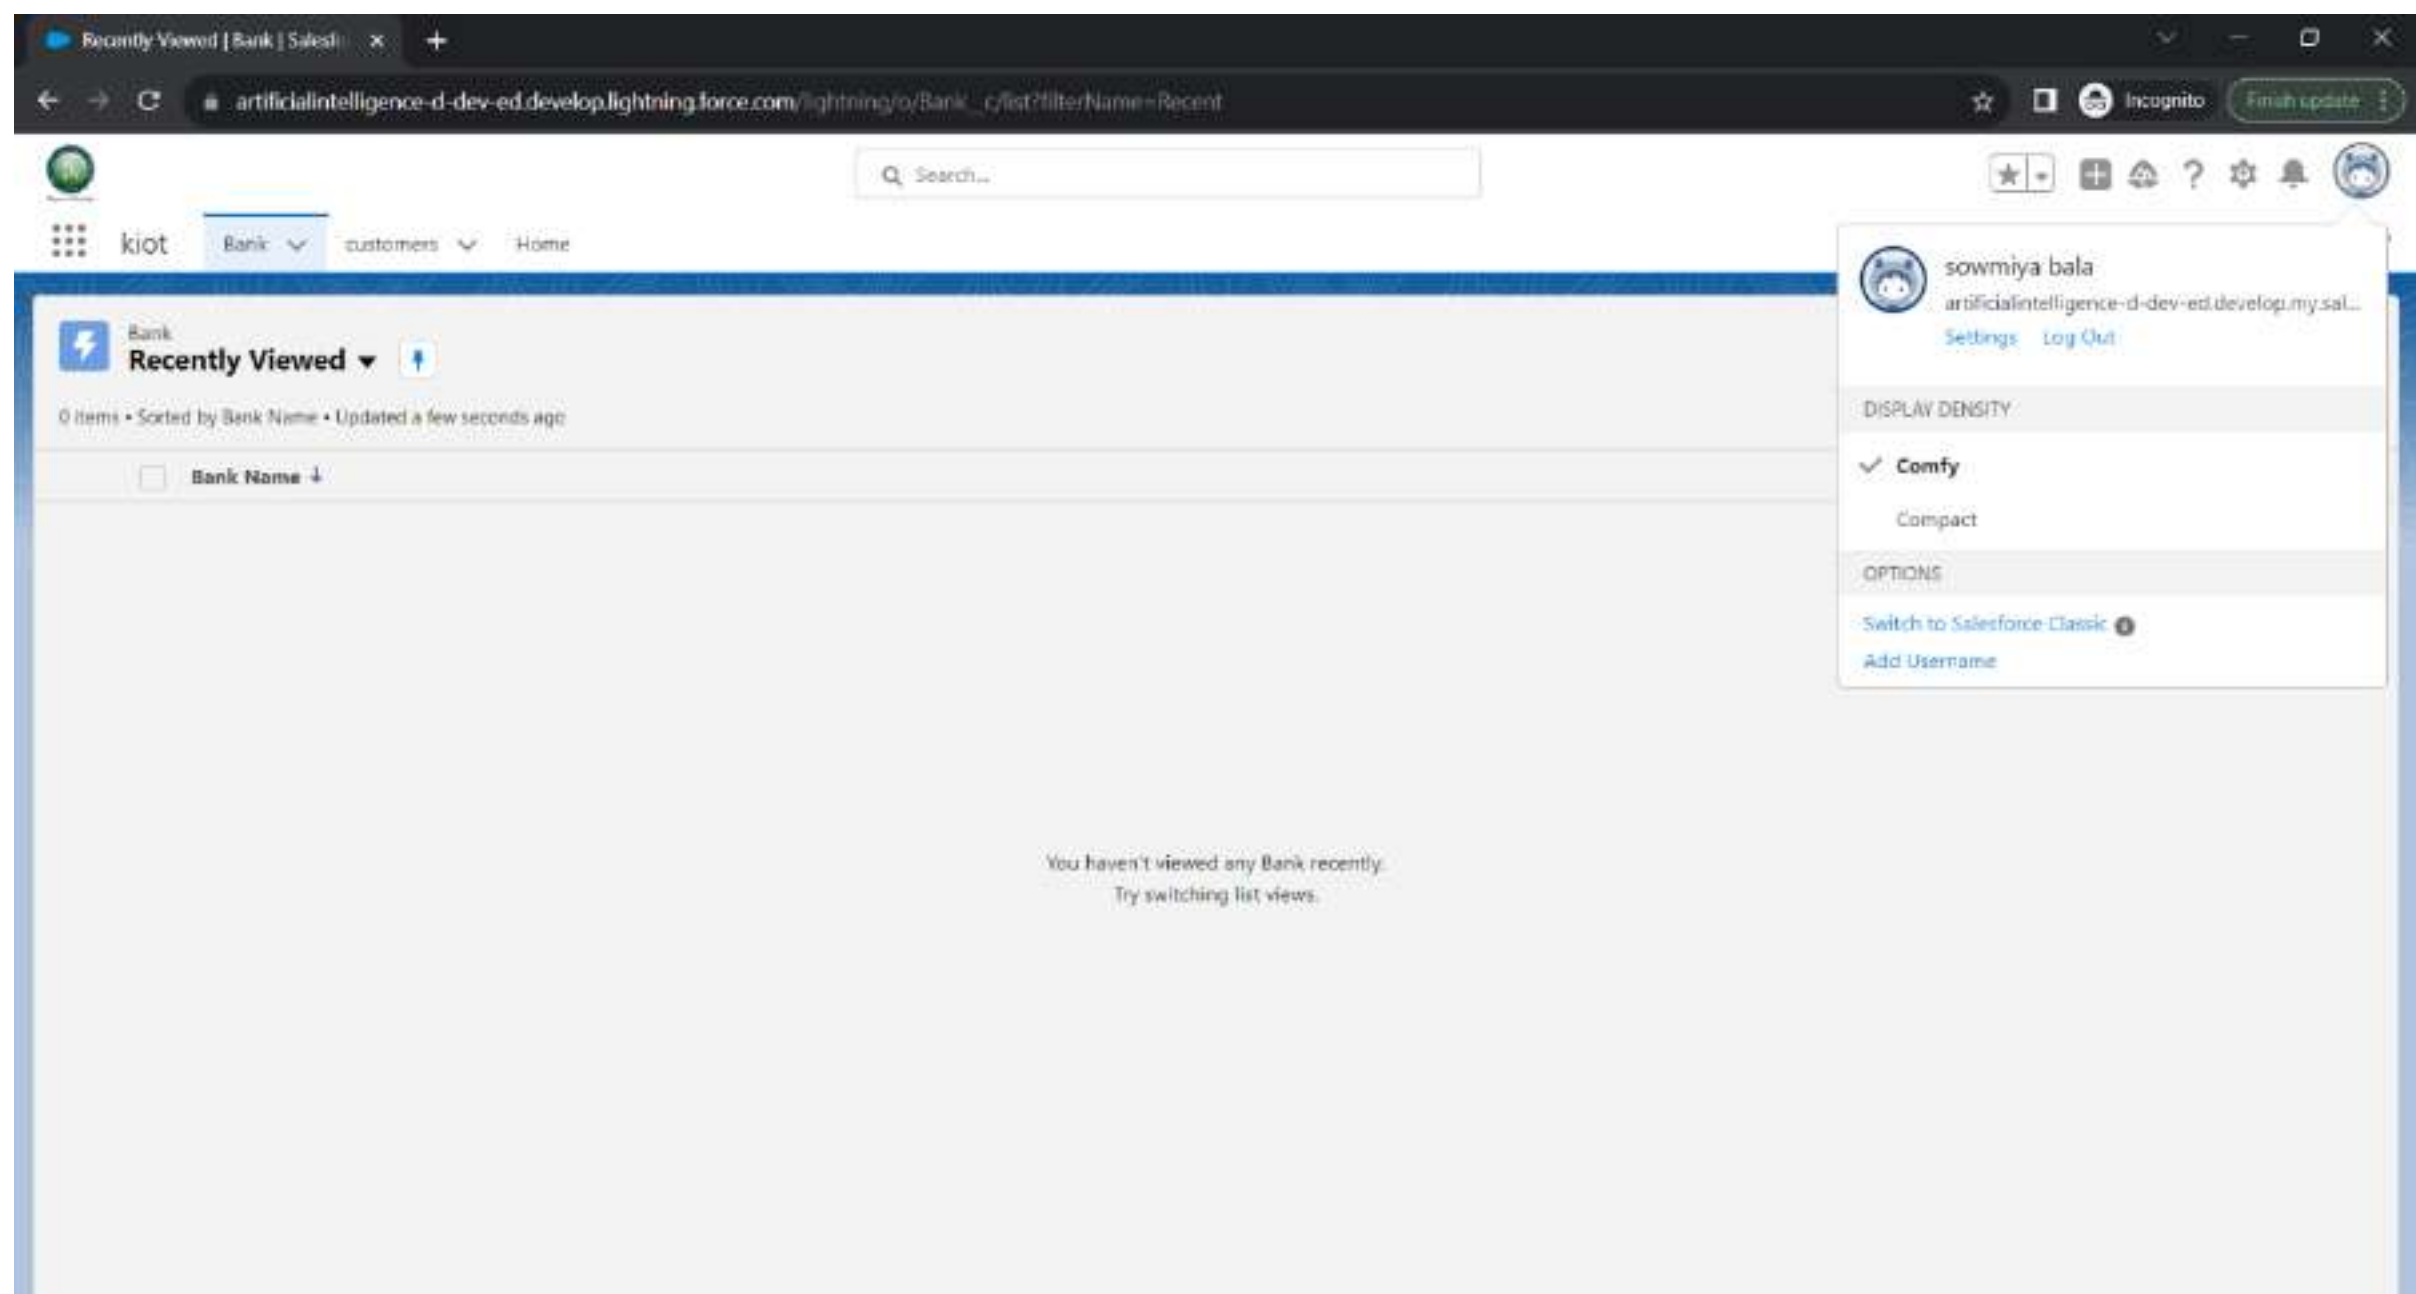 Recently Viewed | Bank | Salesf
artificialintelligence-d-dev-ed.develop.lightning.force.com/lightning/o/Bank__c/list?filterName=Recent
Incognito
Finish update
Search...
kiot
Bank
customers
Home
sowmiya bala
artificialintelligence-d-dev-ed.develop.my.sal...
Settings Log Out
Bank
Recently Viewed
0 items • Sorted by Bank Name • Updated a few seconds ago
DISPLAY DENSITY
Bank Name
Comfy
Compact
OPTIONS
Switch to Salesforce Classic
Add Username
You haven't viewed any Bank recently.
Try switching list views.